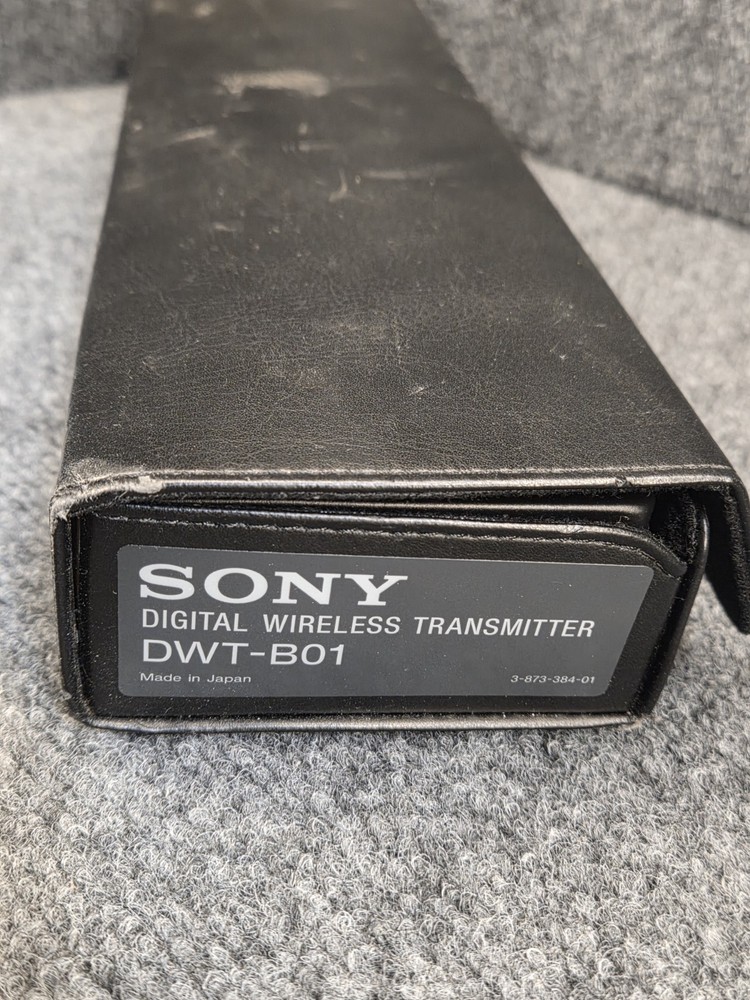 SONY
DIGITAL WIRELESS TRANSMITTER
DWT-B01
Made in Japan 3-873-384-01